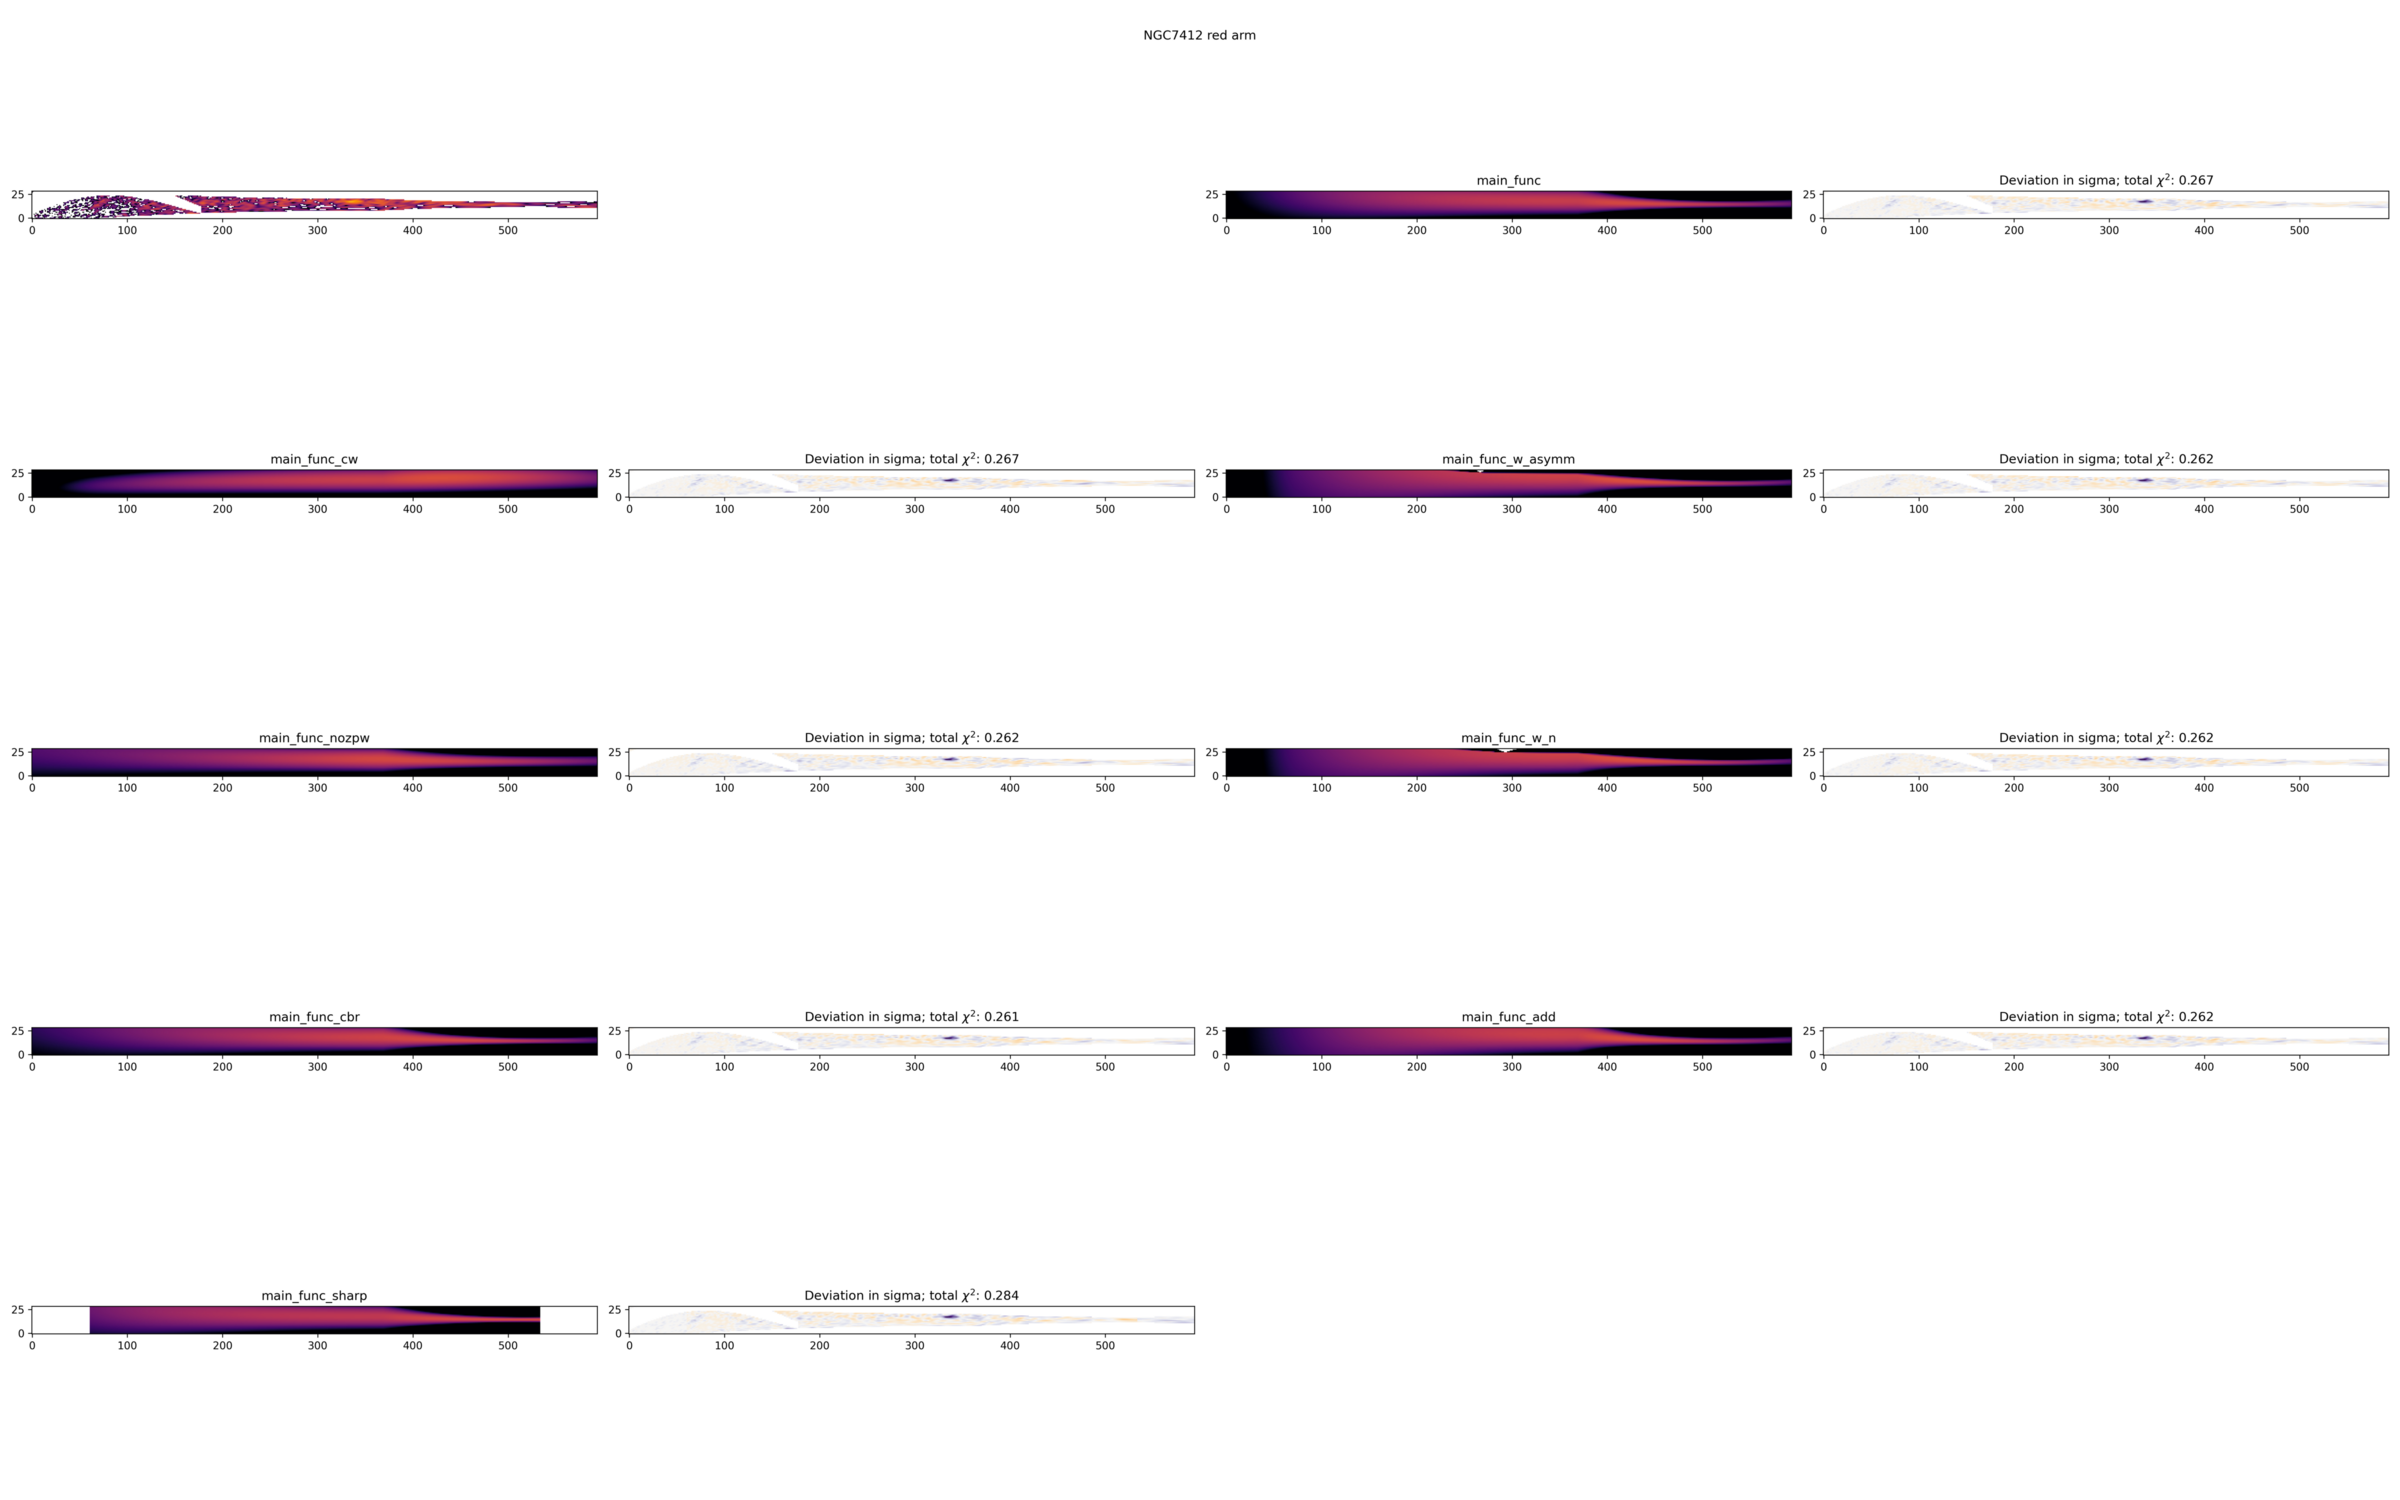 NGC7412 red arm
25
0
0 100 200 300 400 500
main_func
25
0
0 100 200 300 400 500
Deviation in sigma; total χ²: 0.267
25
0
0 100 200 300 400 500
main_func_cw
25
0
0 100 200 300 400 500
Deviation in sigma; total χ²: 0.267
25
0
0 100 200 300 400 500
main_func_w_asymm
25
0
0 100 200 300 400 500
Deviation in sigma; total χ²: 0.262
25
0
0 100 200 300 400 500
main_func_nozpw
25
0
0 100 200 300 400 500
Deviation in sigma; total χ²: 0.262
25
0
0 100 200 300 400 500
main_func_w_n
25
0
0 100 200 300 400 500
Deviation in sigma; total χ²: 0.262
25
0
0 100 200 300 400 500
main_func_cbr
25
0
0 100 200 300 400 500
Deviation in sigma; total χ²: 0.261
25
0
0 100 200 300 400 500
main_func_add
25
0
0 100 200 300 400 500
Deviation in sigma; total χ²: 0.262
25
0
0 100 200 300 400 500
main_func_sharp
25
0
0 100 200 300 400 500
Deviation in sigma; total χ²: 0.284
25
0
0 100 200 300 400 500